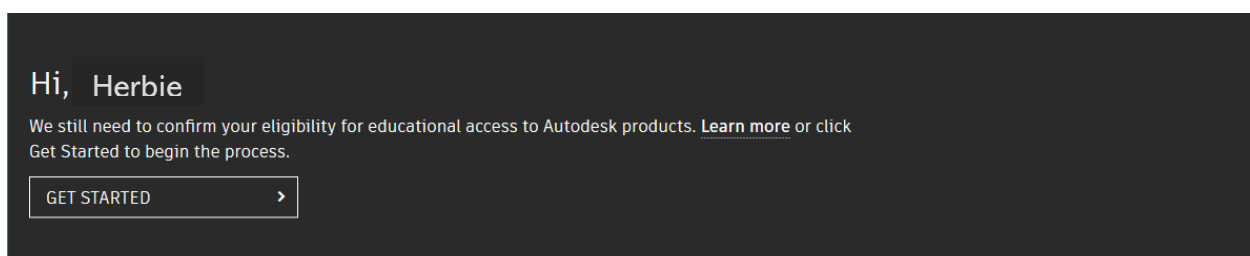 Hi, Herbie
We still need to confirm your eligibility for educational access to Autodesk products. Learn more or click
Get Started to begin the process.
GET STARTED